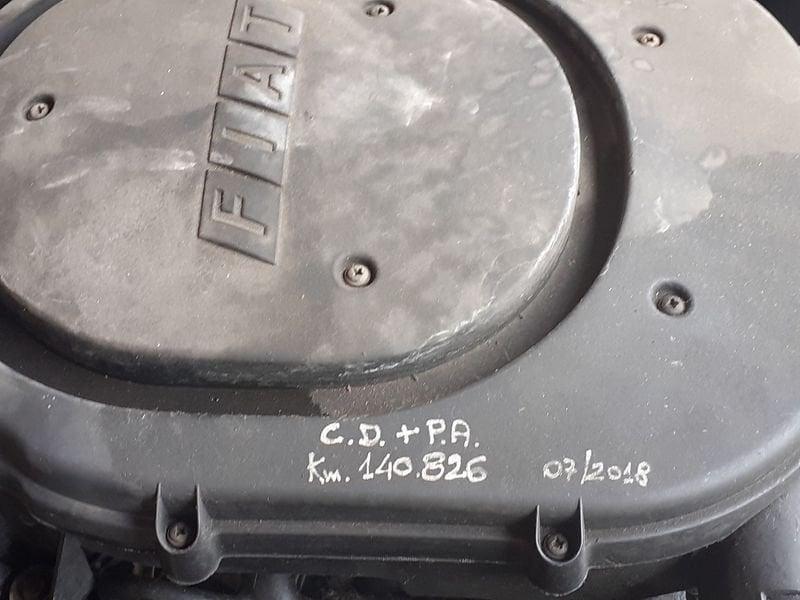 FIAT
C.D. + P.A.
Km. 140.826 07/2018